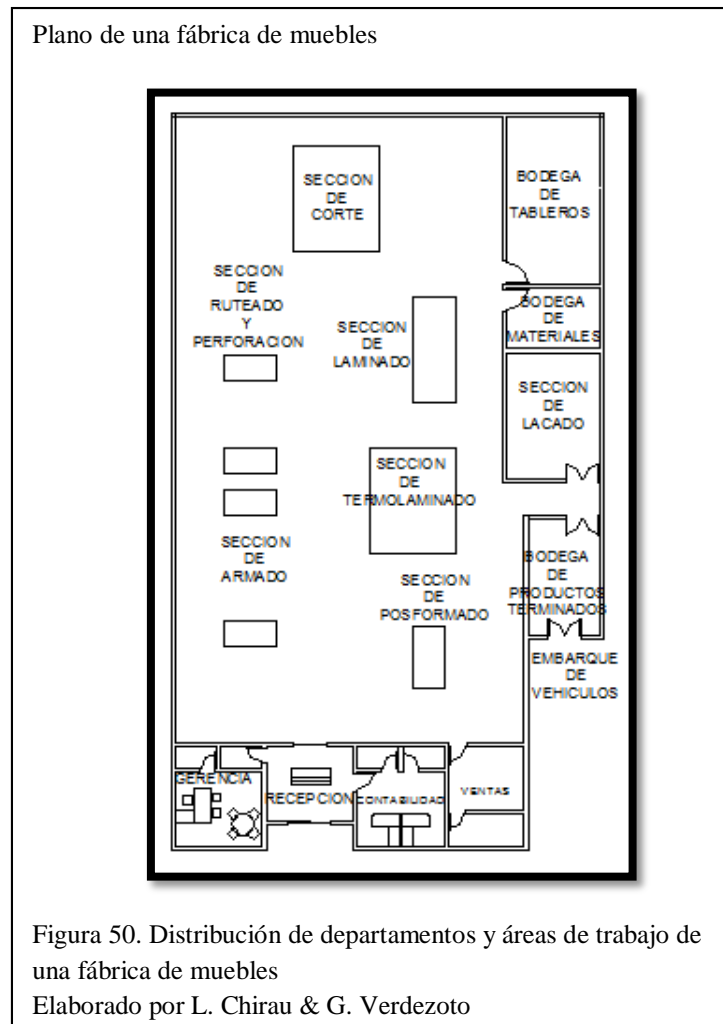 Plano de una fábrica de muebles
SECCION
DE
CORTE
BODEGA
DE
TABLEROS
SECCION
DE
RUTEADO
Y
PERFORACION
SECCION
DE
LAMINADO
BODEGA
DE
MATERIALES
SECCION
DE
LACADO
SECCION
DE
TERMOLAMINADO
SECCION
DE
ARMADO
SECCION
DE
POSFORMADO
BODEGA
DE
PRODUCTOS
TERMINADOS
EMBARQUE
DE
VEHICULOS
GERENCIA
RECEPCION
CONTABILIDAD
VENTAS
Figura 50. Distribución de departamentos y áreas de trabajo de
una fábrica de muebles
Elaborado por L. Chirau & G. Verdezoto